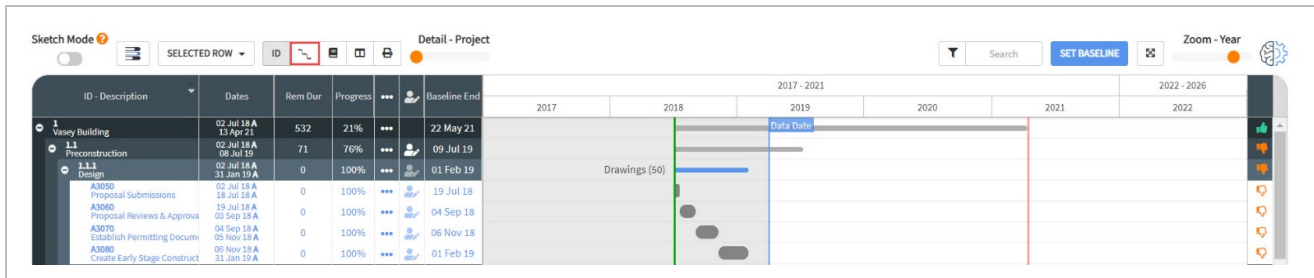 Sketch Mode ?
SELECTED ROW
ID
Detail - Project
Search
SET BASELINE
Zoom - Year
ID - Description
Dates
Rem Dur
Progress
Baseline End
2017 - 2021
2022 - 2026
2017
2018
2019
2020
2021
2022
1
Vasey Building
02 Jul 18 A
13 Apr 21
532
21%
22 May 21
Data Date
1.1
Preconstruction
02 Jul 18 A
08 Jul 19
71
76%
09 Jul 19
1.1.1
Design
02 Jul 18 A
31 Jan 19 A
0
100%
01 Feb 19
Drawings (50)
A3050
Proposal Submissions
02 Jul 18 A
18 Jul 18 A
0
100%
19 Jul 18
A3060
Proposal Reviews & Approva
19 Jul 18 A
03 Sep 18 A
0
100%
04 Sep 18
A3070
Establish Permitting Docum
04 Sep 18 A
05 Nov 18 A
0
100%
06 Nov 18
A3080
Create Early Stage Construct
06 Nov 18 A
31 Jan 19 A
0
100%
01 Feb 19